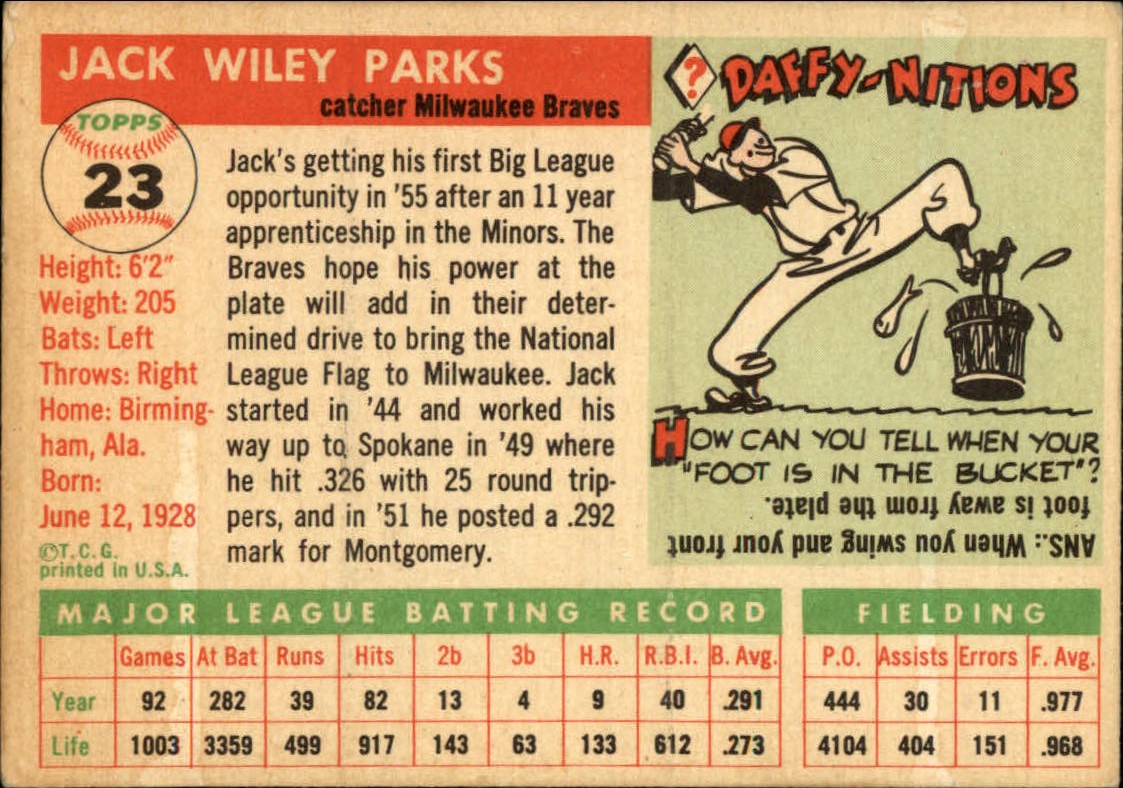 JACK WILEY PARKS
catcher Milwaukee Braves
TOPPS
23
Height: 6'2"
Weight: 205
Bats: Left
Throws: Right
Home: Birming-
ham, Ala.
Born:
June 12, 1928
©T.C.G.
printed in U.S.A.
Jack's getting his first Big League
opportunity in '55 after an 11 year
apprenticeship in the Minors. The
Braves hope his power at the
plate will add in their deter-
mined drive to bring the National
League Flag to Milwaukee. Jack
started in '44 and worked his
way up to Spokane in '49 where
he hit .326 with 25 round trip-
pers, and in '51 he posted a .292
mark for Montgomery.
?
DAFFY-NITIONS
HOW CAN YOU TELL WHEN YOUR
"FOOT IS IN THE BUCKET"?
ANS.: When you swing and your front
foot is away from the plate.
MAJOR LEAGUE BATTING RECORD
Games At Bat Runs Hits 2b 3b H.R. R.B.I. B. Avg.
Year 92 282 39 82 13 4 9 40 .291
Life 1003 3359 499 917 143 63 133 612 .273
FIELDING
P.O. Assists Errors F. Avg.
444 30 11 .977
4104 404 151 .968